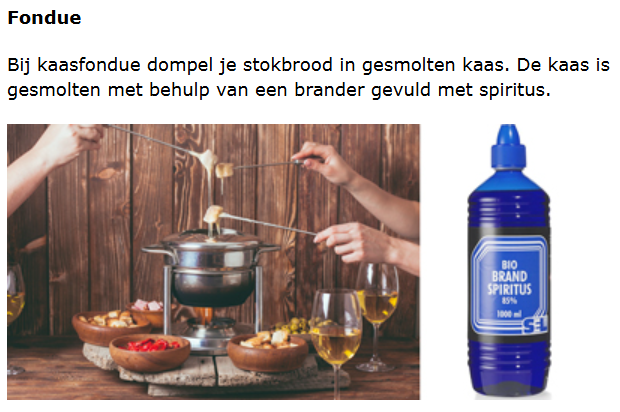 Fondue
Bij kaasfondue dompel je stokbrood in gesmolten kaas. De kaas is
gesmolten met behulp van een brander gevuld met spiritus.
BIO
BRAND
SPIRITUS
85%
1000 ml